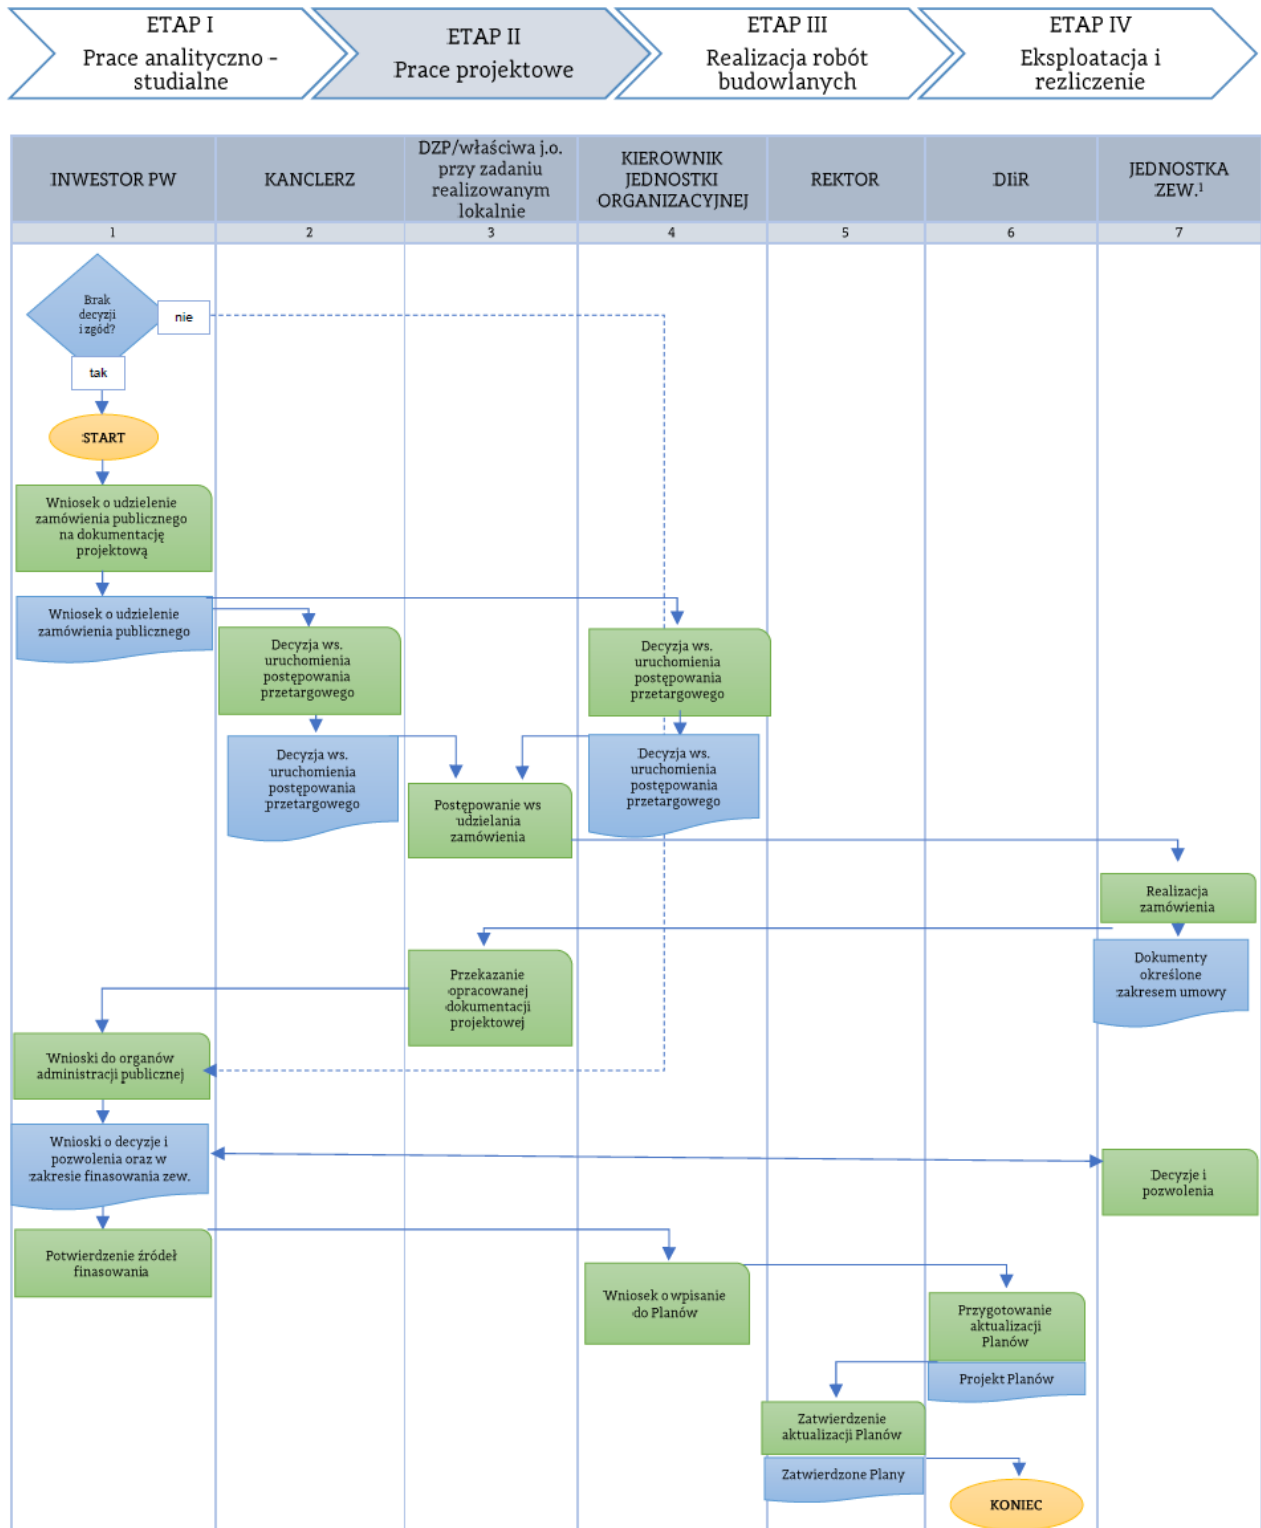 ETAP I
Prace analityczno -
studialne
ETAP II
Prace projektowe
ETAP III
Realizacja robót
budowlanych
ETAP IV
Eksploatacja i
rezliczenie
INWESTOR PW
KANCLERZ
DZP/właściwa j.o.
przy zadaniu
realizowanym
lokalnie
KIEROWNIK
JEDNOSTKI
ORGANIZACYJNEJ
REKTOR
DIiR
JEDNOSTKA
ZEW.¹
1
2
3
4
5
6
7
Brak
decyzji
i zgód?
nie
tak
START
Wniosek o udzielenie
zamówienia publicznego
na dokumentację
projektową
Wniosek o udzielenie
zamówienia publicznego
Decyzja ws.
uruchomienia
postępowania
przetargowego
Decyzja ws.
uruchomienia
postępowania
przetargowego
Decyzja ws.
uruchomienia
postępowania
przetargowego
Decyzja ws.
uruchomienia
postępowania
przetargowego
Postępowanie ws
udzielania
zamówienia
Realizacja
zamówienia
Dokumenty
określone
zakresem umowy
Przekazanie
opracowanej
dokumentacji
projektowej
Wnioski do organów
administracji publicznej
Wnioski o decyzje i
pozwolenia oraz w
zakresie finasowania zew.
Decyzje i
pozwolenia
Potwierdzenie źródeł
finasowania
Wniosek o wpisanie
do Planów
Przygotowanie
aktualizacji
Planów
Projekt Planów
Zatwierdzenie
aktualizacji Planów
Zatwierdzone Plany
KONIEC